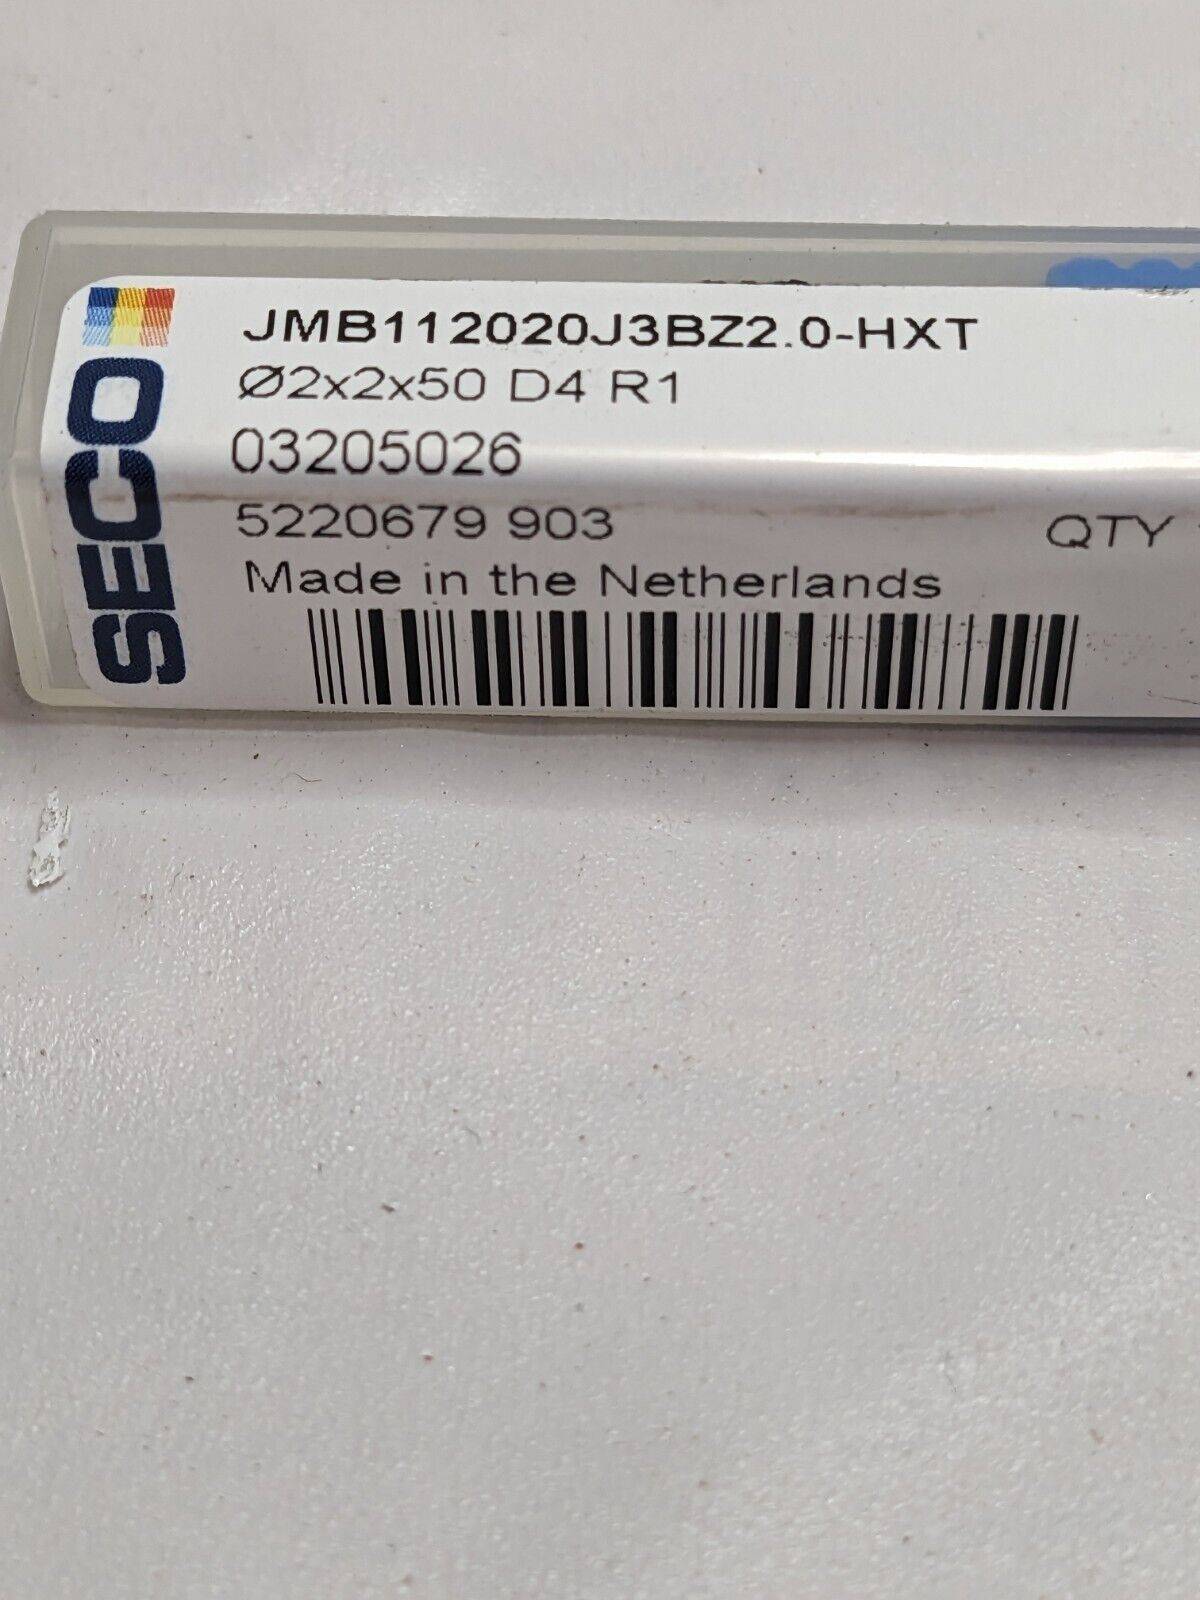 SECO
JMB112020J3BZ2.0-HXT
Ø2x2x50 D4 R1
03205026
5220679 903
QTY
Made in the Netherlands